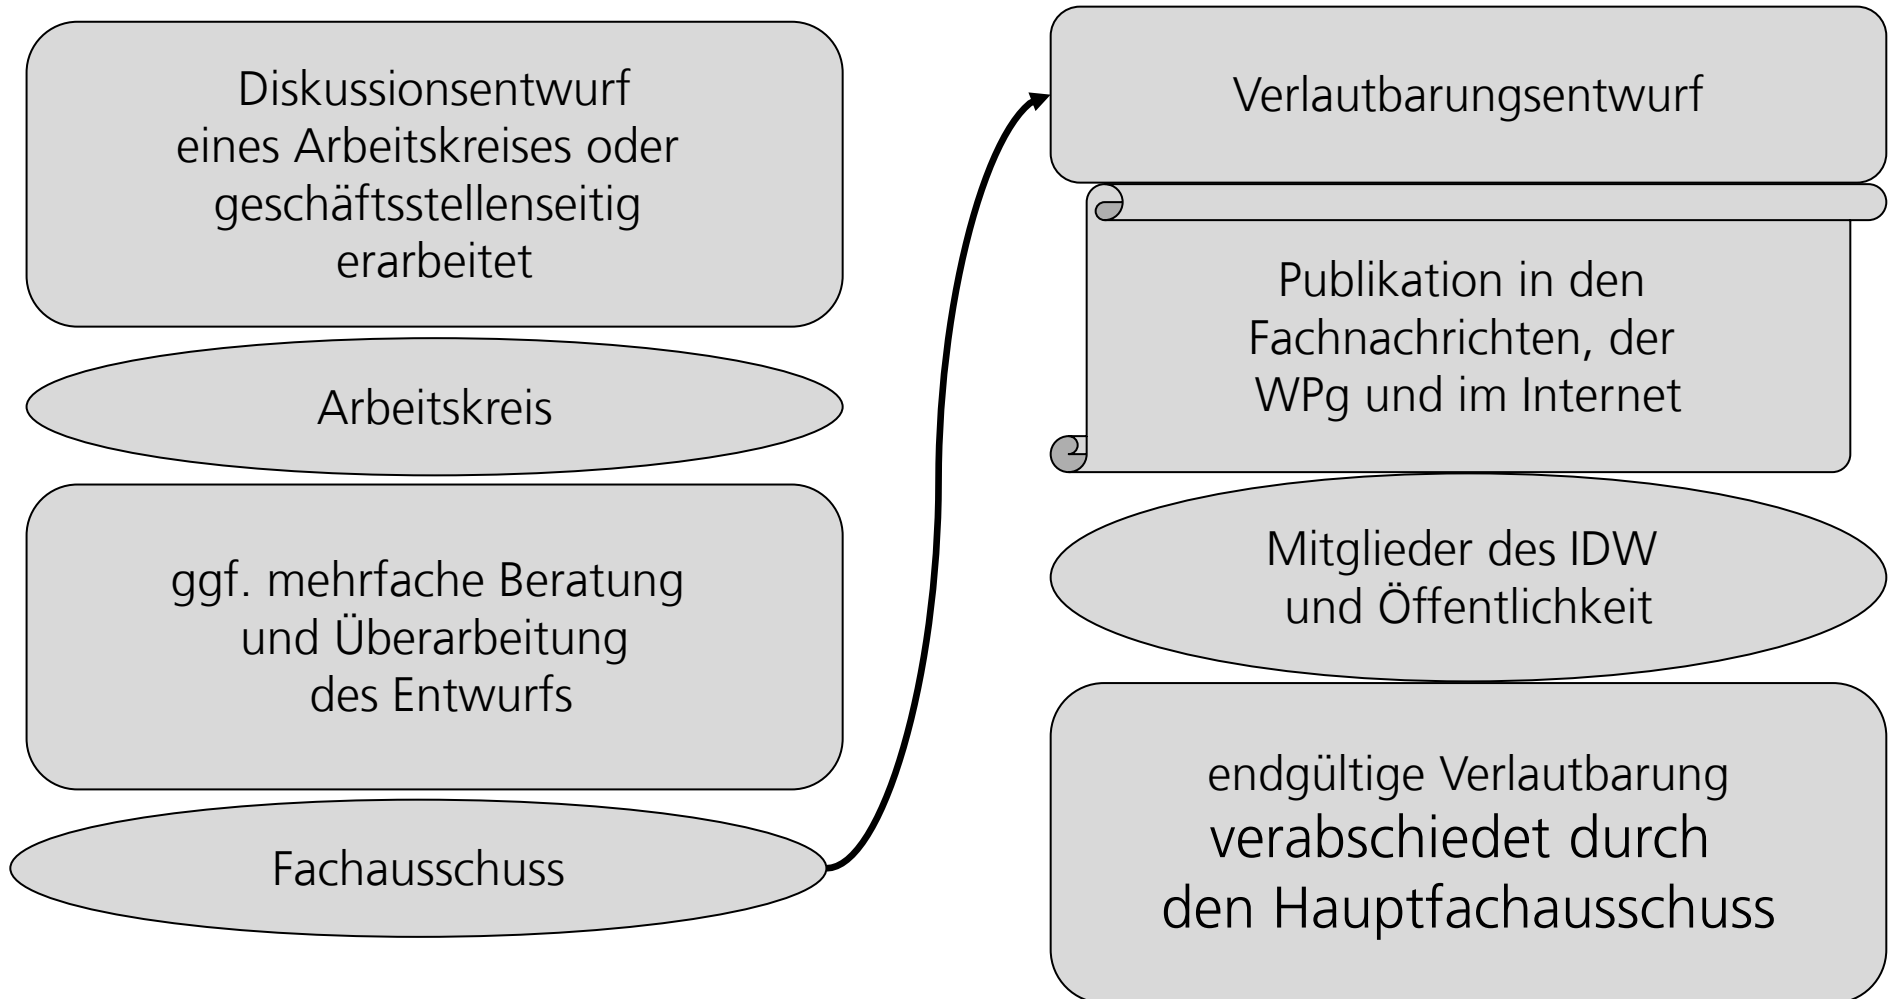 Diskussionsentwurf
eines Arbeitskreises oder
geschäftsstellenseitig
erarbeitet
Arbeitskreis
ggf. mehrfache Beratung
und Überarbeitung
des Entwurfs
Fachausschuss
Verlautbarungsentwurf
Publikation in den
Fachnachrichten, der
WPg und im Internet
Mitglieder des IDW
und Öffentlichkeit
endgültige Verlautbarung
verabschiedet durch
den Hauptfachausschuss